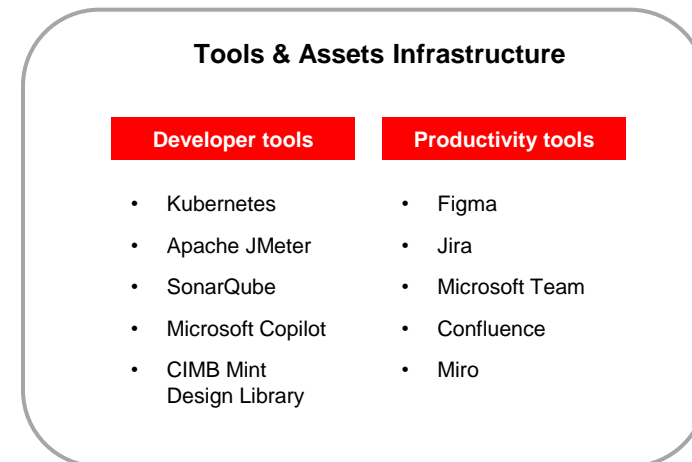 Tools & Assets Infrastructure
Developer tools
• Kubernetes
• Apache JMeter
• SonarQube
• Microsoft Copilot
• CIMB Mint
Design Library
Productivity tools
• Figma
• Jira
• Microsoft Team
• Confluence
• Miro